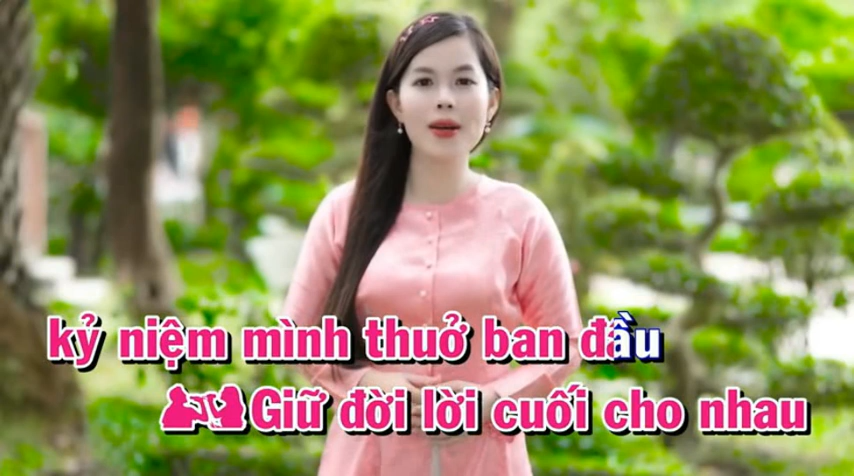 kỷ niệm mình thuở ban đầu
Giữ đời lời cuối cho nhau